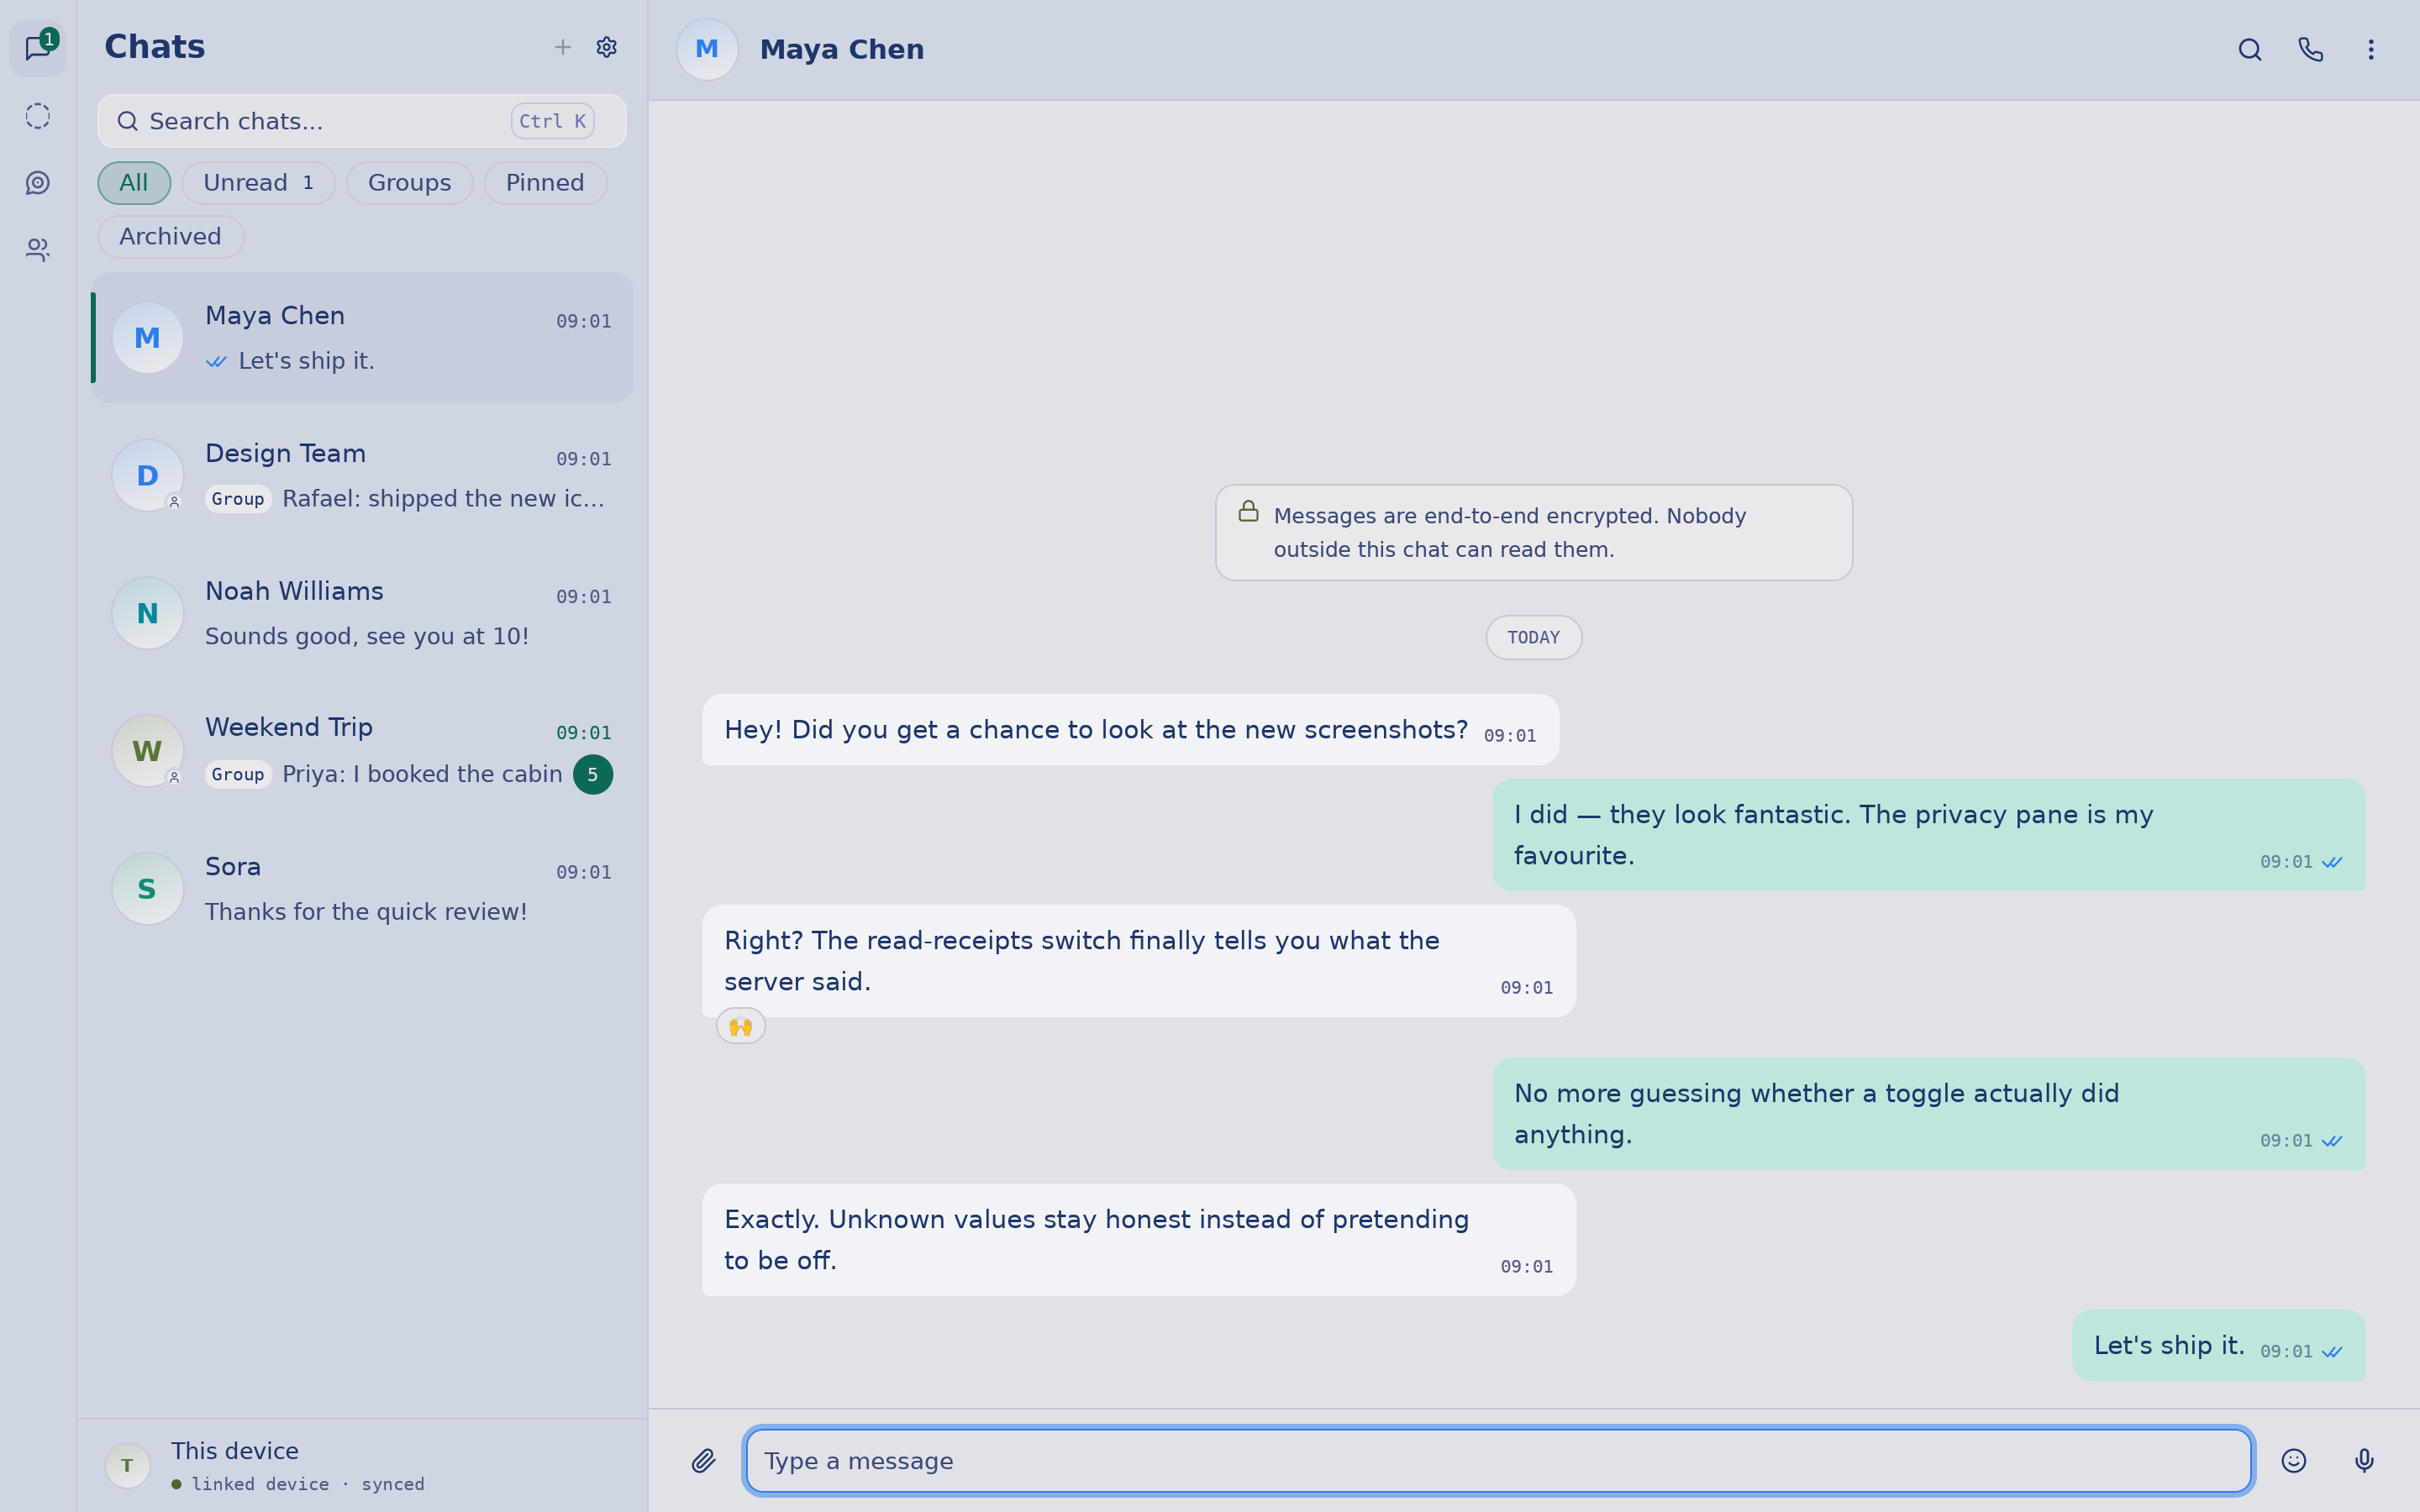 1
Chats
Search chats...
Ctrl K
All
Unread 1
Groups
Pinned
Archived
M
Maya Chen
09:01
Let's ship it.
D
Design Team
09:01
Group
Rafael: shipped the new ic...
N
Noah Williams
09:01
Sounds good, see you at 10!
W
Weekend Trip
09:01
Group
Priya: I booked the cabin
5
S
Sora
09:01
Thanks for the quick review!
T
This device
linked device · synced
M
Maya Chen
Messages are end-to-end encrypted. Nobody
outside this chat can read them.
TODAY
Hey! Did you get a chance to look at the new screenshots?
09:01
I did — they look fantastic. The privacy pane is my
favourite.
09:01
Right? The read-receipts switch finally tells you what the
server said.
09:01
No more guessing whether a toggle actually did
anything.
09:01
Exactly. Unknown values stay honest instead of pretending
to be off.
09:01
Let's ship it.
09:01
Type a message